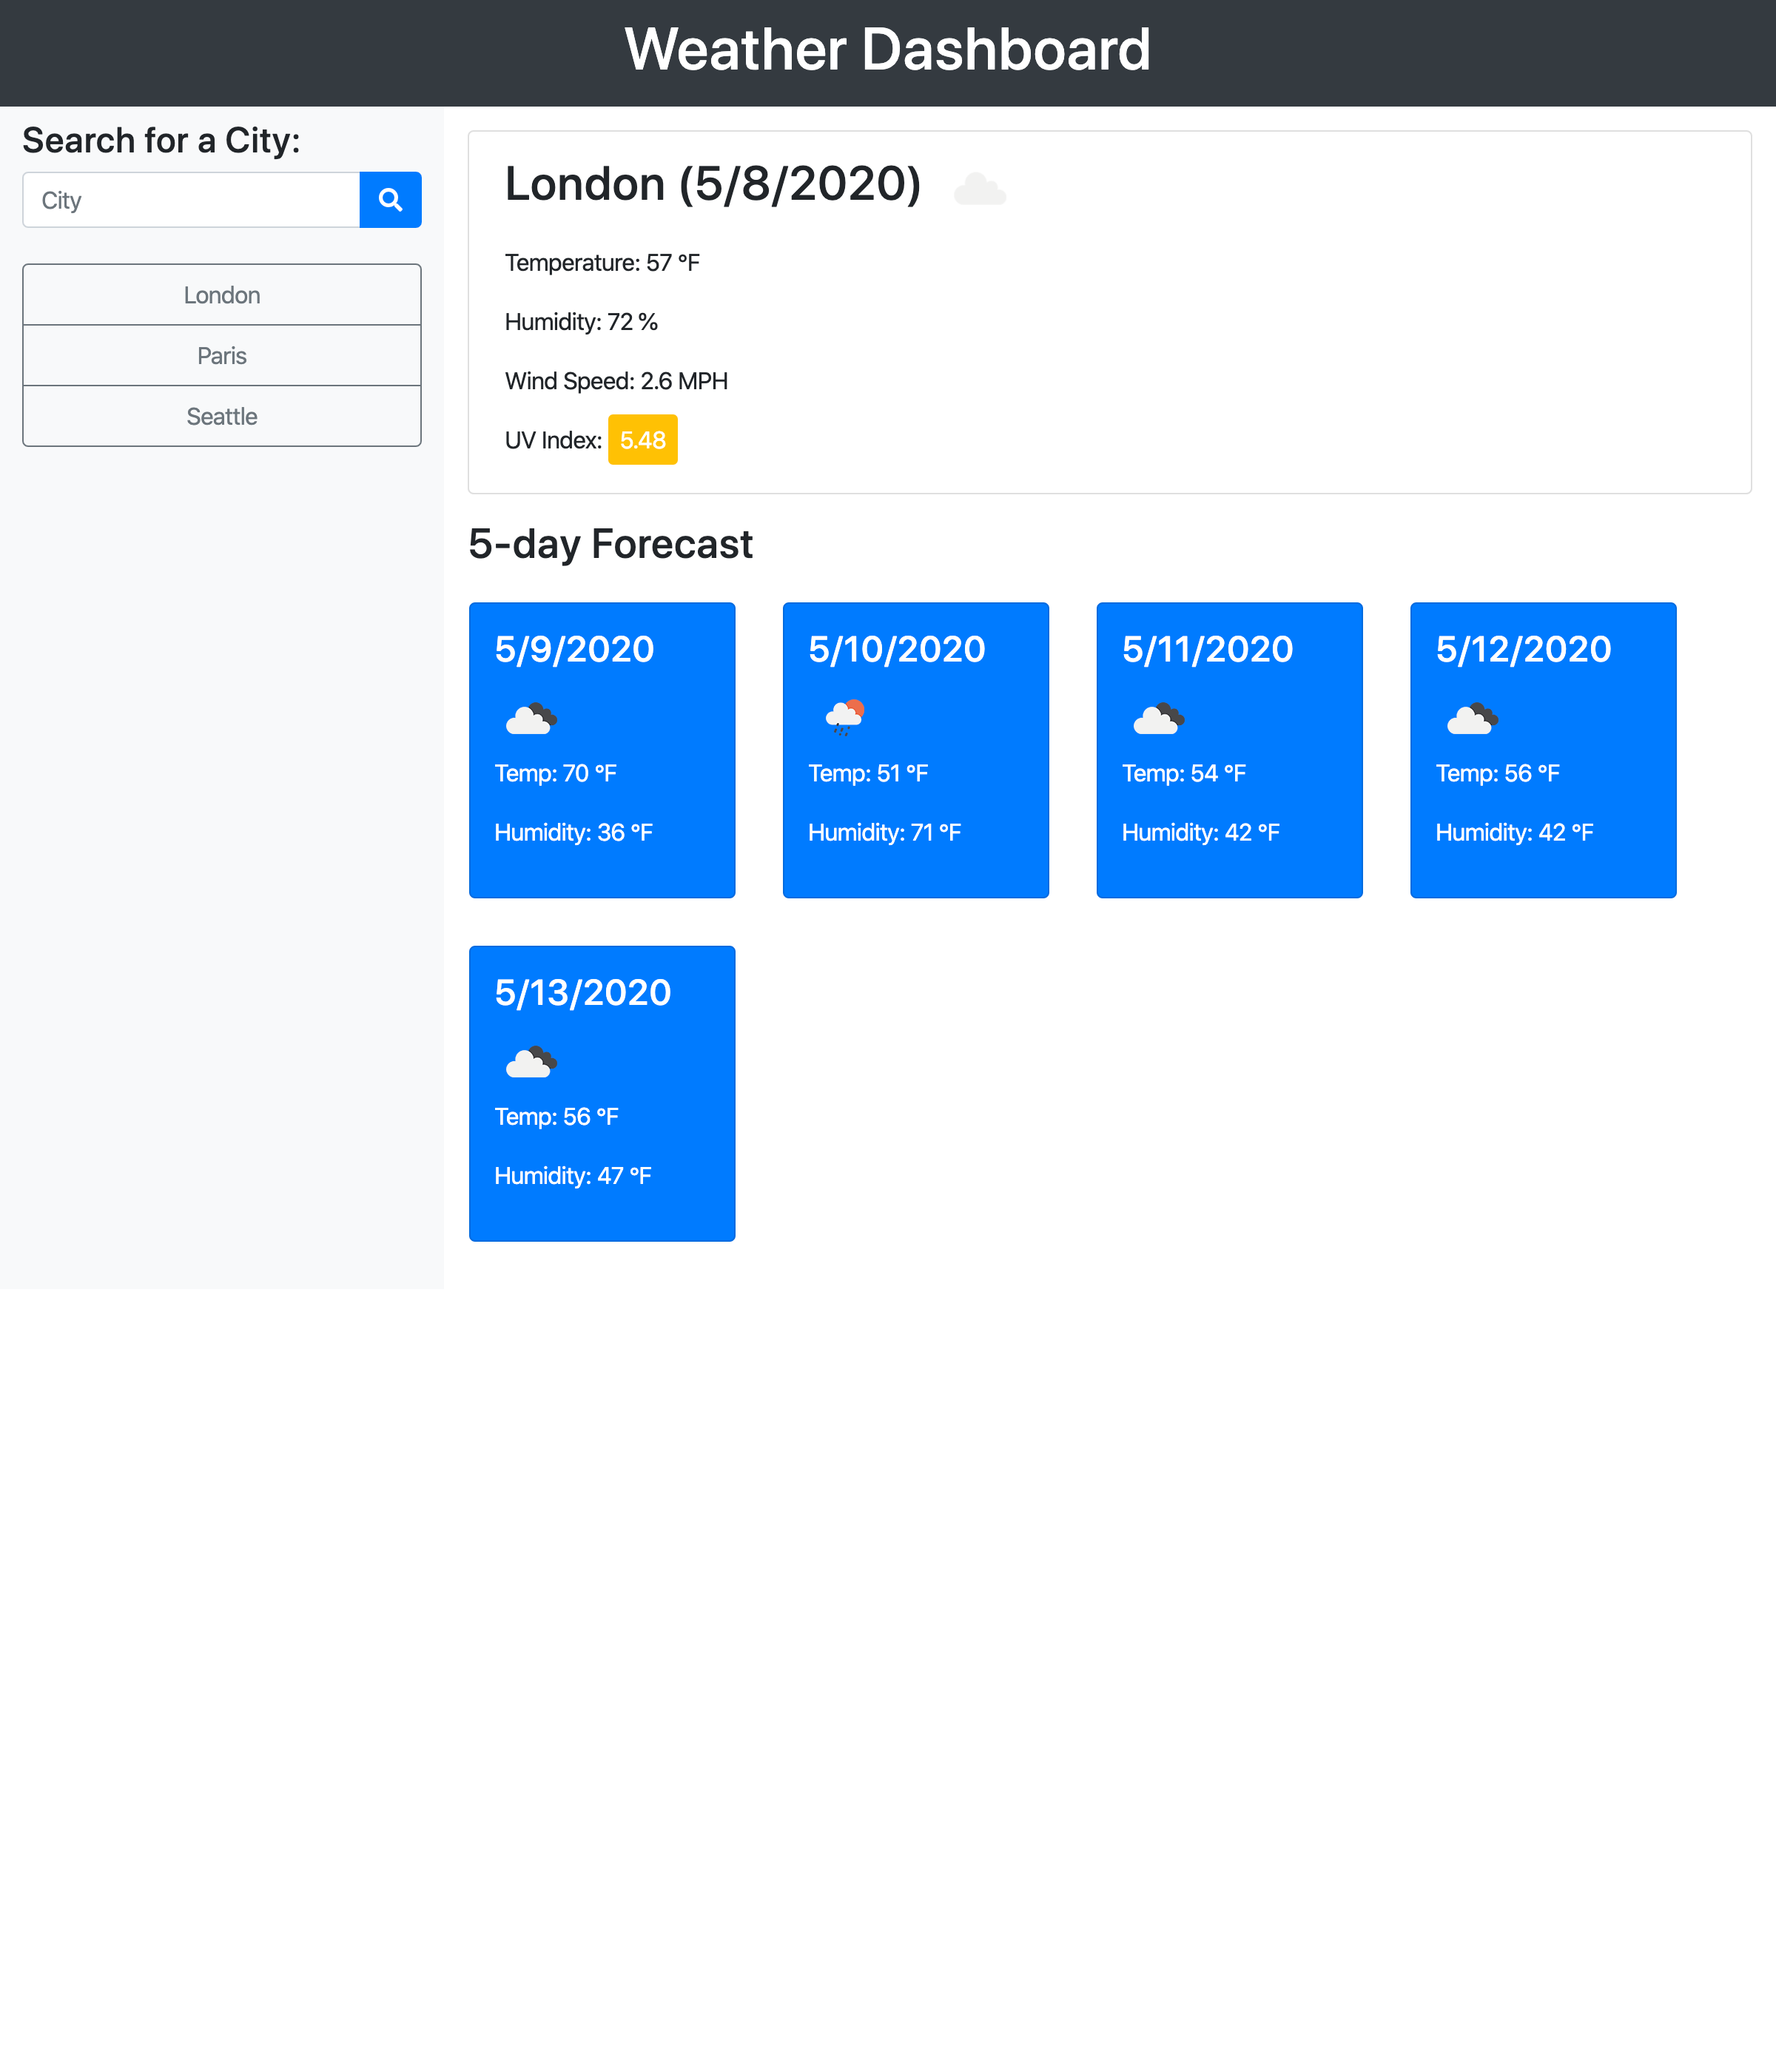 Weather Dashboard
Search for a City:
City
London
Paris
Seattle
London (5/8/2020)
Temperature: 57 °F
Humidity: 72 %
Wind Speed: 2.6 MPH
UV Index: 5.48
5-day Forecast
5/9/2020
Temp: 70 °F
Humidity: 36 °F
5/10/2020
Temp: 51 °F
Humidity: 71 °F
5/11/2020
Temp: 54 °F
Humidity: 42 °F
5/12/2020
Temp: 56 °F
Humidity: 42 °F
5/13/2020
Temp: 56 °F
Humidity: 47 °F